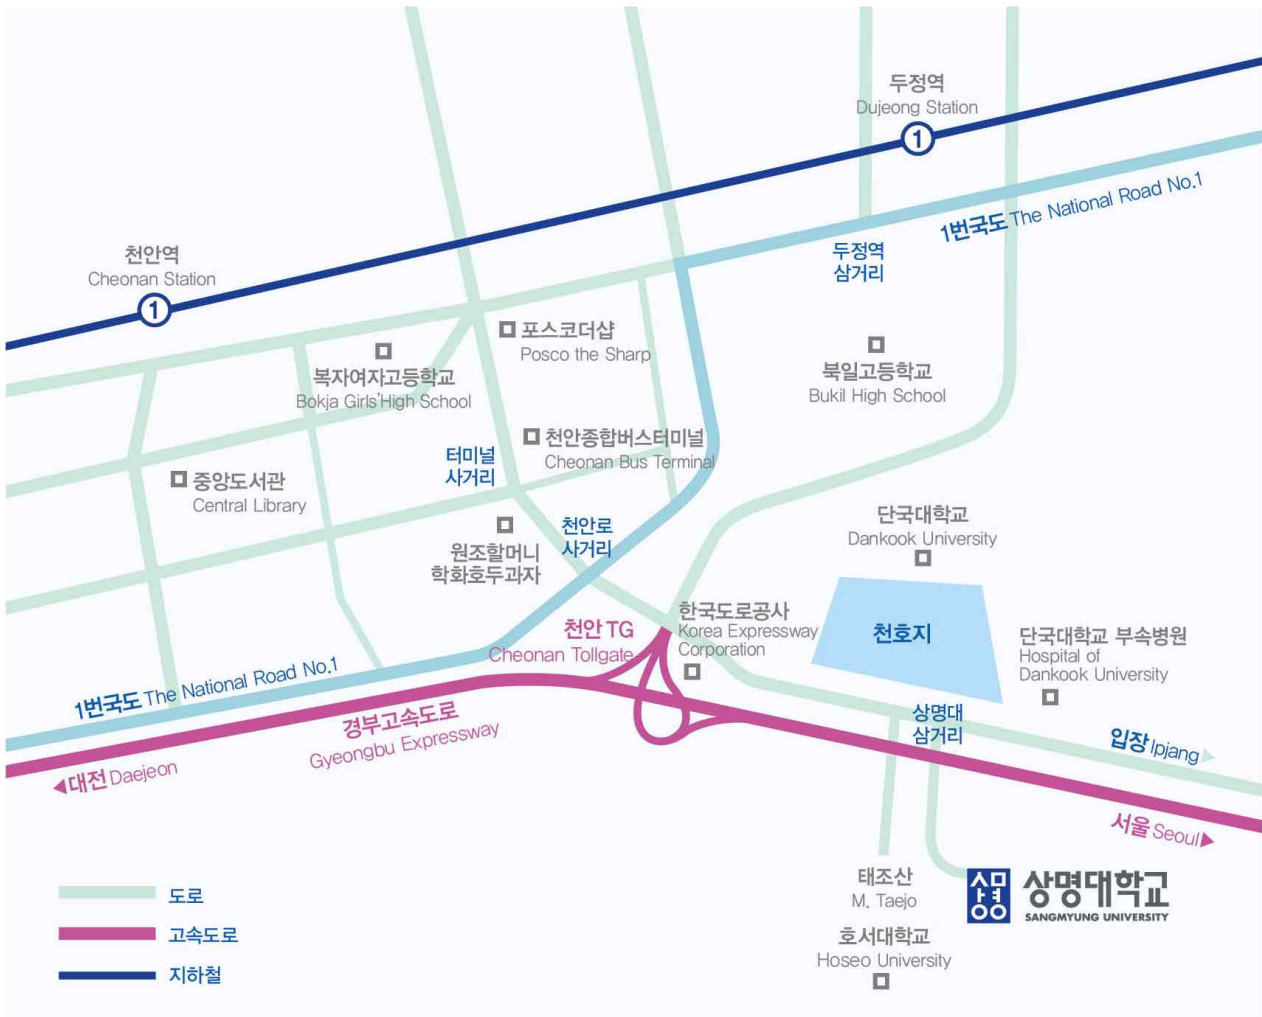 두정역
Dujeong Station
1
1번국도 The National Road No.1
천안역
Cheonan Station
1
두정역
삼거리
포스코더샵
Posco the Sharp
복자여자고등학교
Bokja Girls'High School
북일고등학교
Bukil High School
천안종합버스터미널
Cheonan Bus Terminal
터미널
사거리
중앙도서관
Central Library
단국대학교
Dankook University
천안로
사거리
원조할머니
학화호두과자
한국도로공사
Korea Expressway
Corporation
천안 TG
Cheonan Tollgate
천호지
단국대학교 부속병원
Hospital of
Dankook University
1번국도 The National Road No.1
경부고속도로
Gyeongbu Expressway
상명대
삼거리
입장 Ipjang
대전 Daejeon
서울 Seoul
태조산
M. Taejo
상명
상명대학교
SANGMYUNG UNIVERSITY
호서대학교
Hoseo University
도로
고속도로
지하철